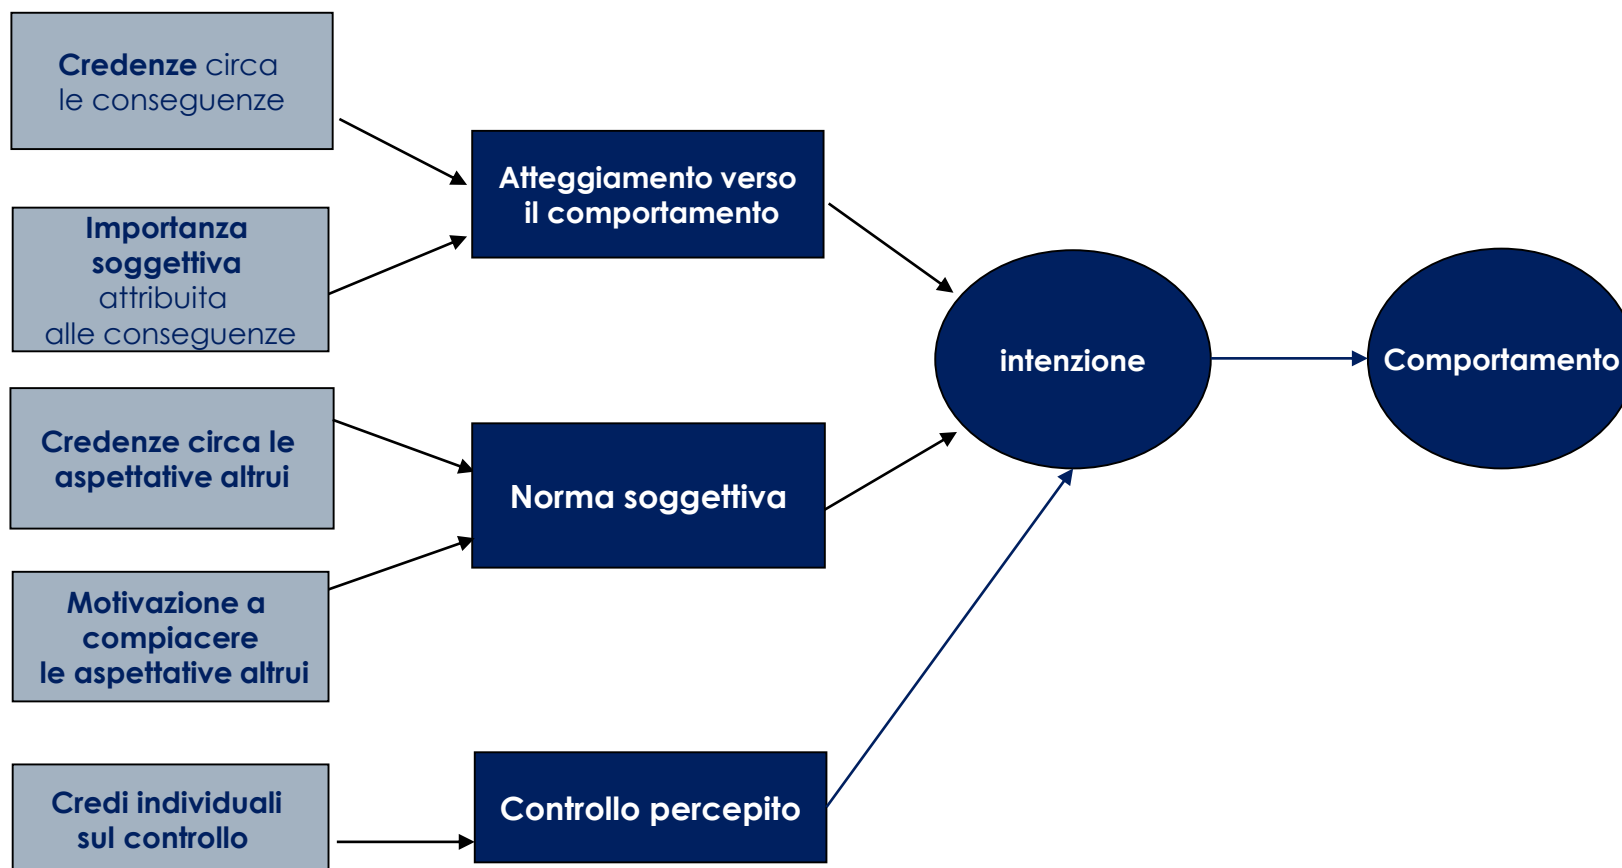 Credenze circa
le conseguenze
Importanza
soggettiva
attribuita
alle conseguenze
Credenze circa le
aspettative altrui
Motivazione a
compiacere
le aspettative altrui
Credi individuali
sul controllo
Atteggiamento verso
il comportamento
Norma soggettiva
Controllo percepito
intenzione
Comportamento